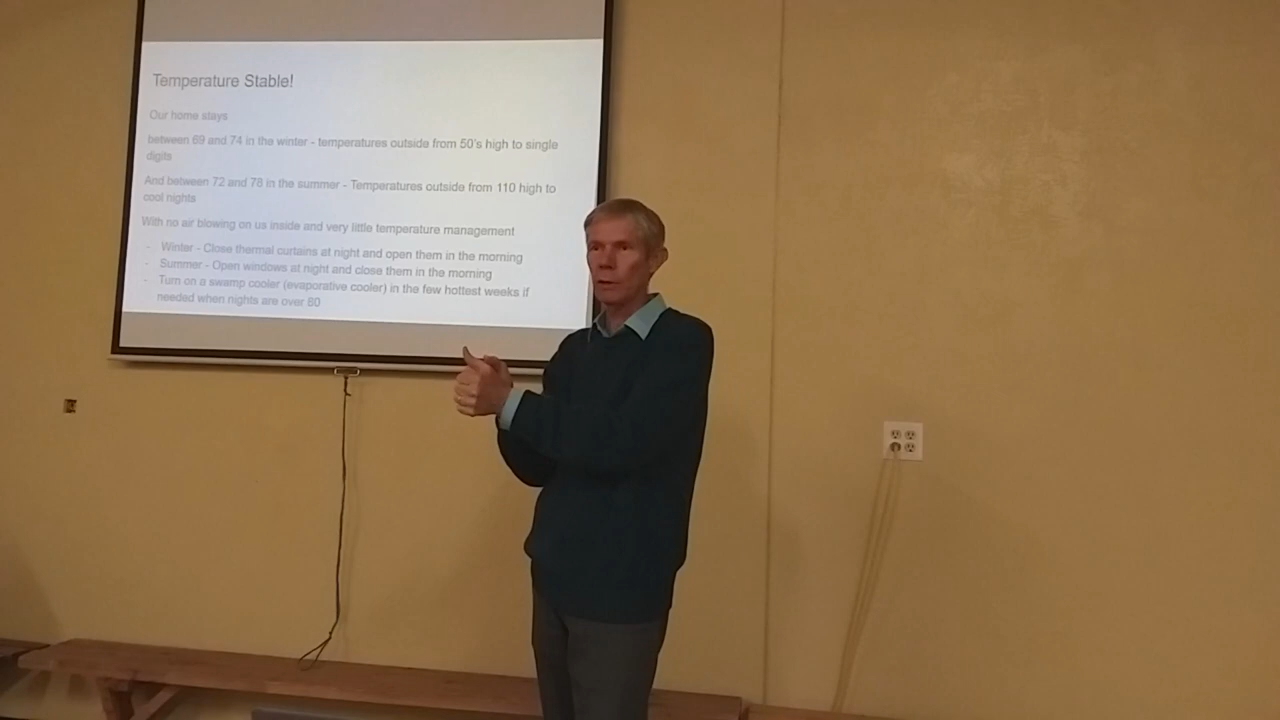 Temperature Stable!
Our home stays
between 69 and 74 in the winter - temperatures outside from 50's high to single
digits
And between 72 and 78 in the summer - Temperatures outside from 110 high to
cool nights
With no air blowing on us inside and very little temperature management
- Winter - Close thermal curtains at night and open them in the morning
- Summer - Open windows at night and close them in the morning
- Turn on a swamp cooler (evaporative cooler) in the few hottest weeks if
needed when nights are over 80